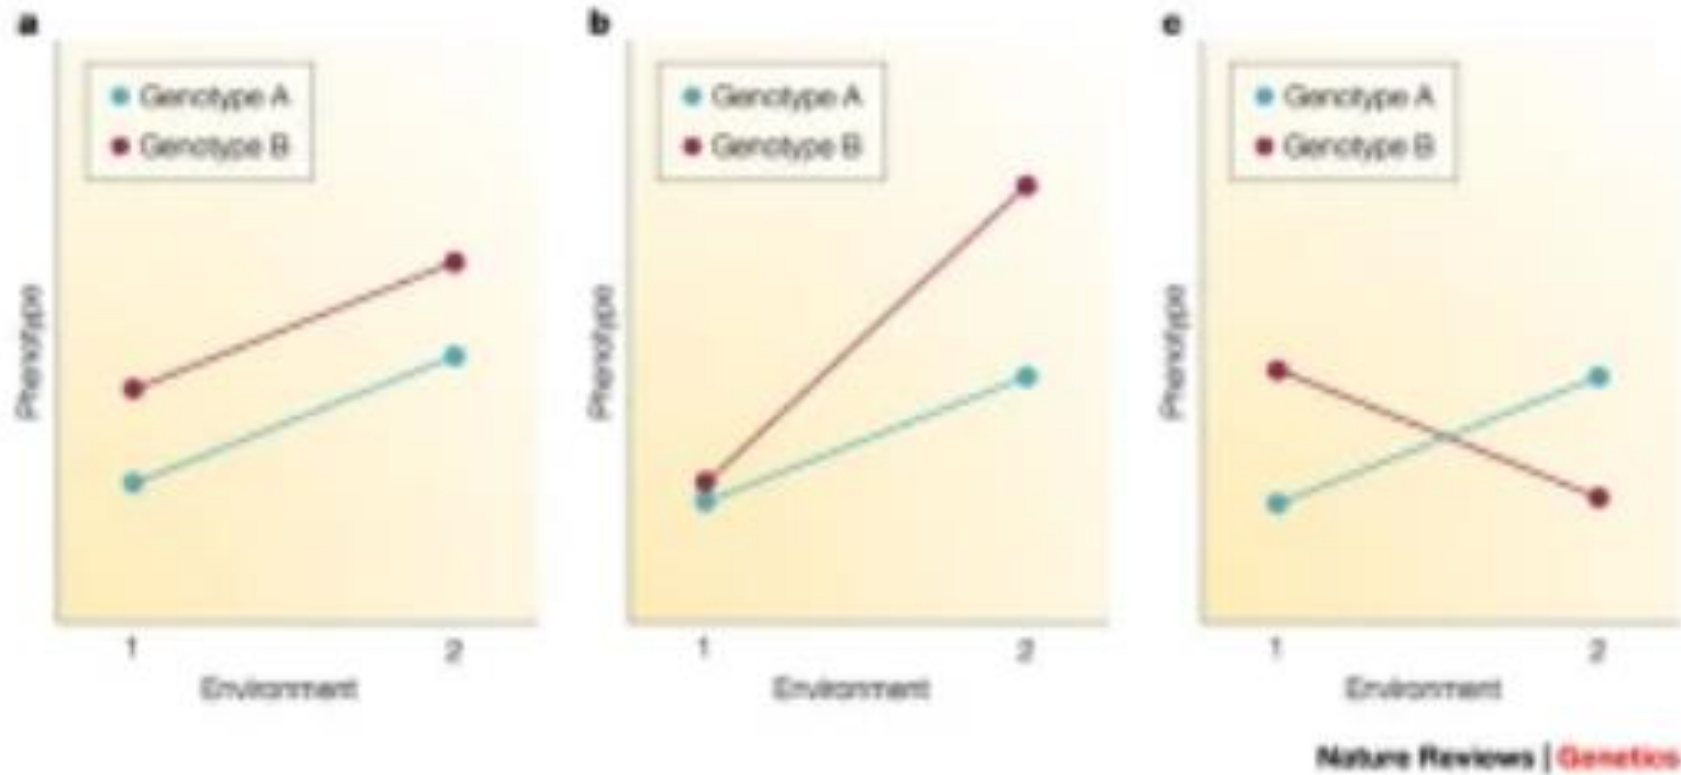 a
Genotype A
Genotype B
Phenotype
1 2
Environment
b
Genotype A
Genotype B
Phenotype
1 2
Environment
c
Genotype A
Genotype B
Phenotype
1 2
Environment
Nature Reviews | Genetics